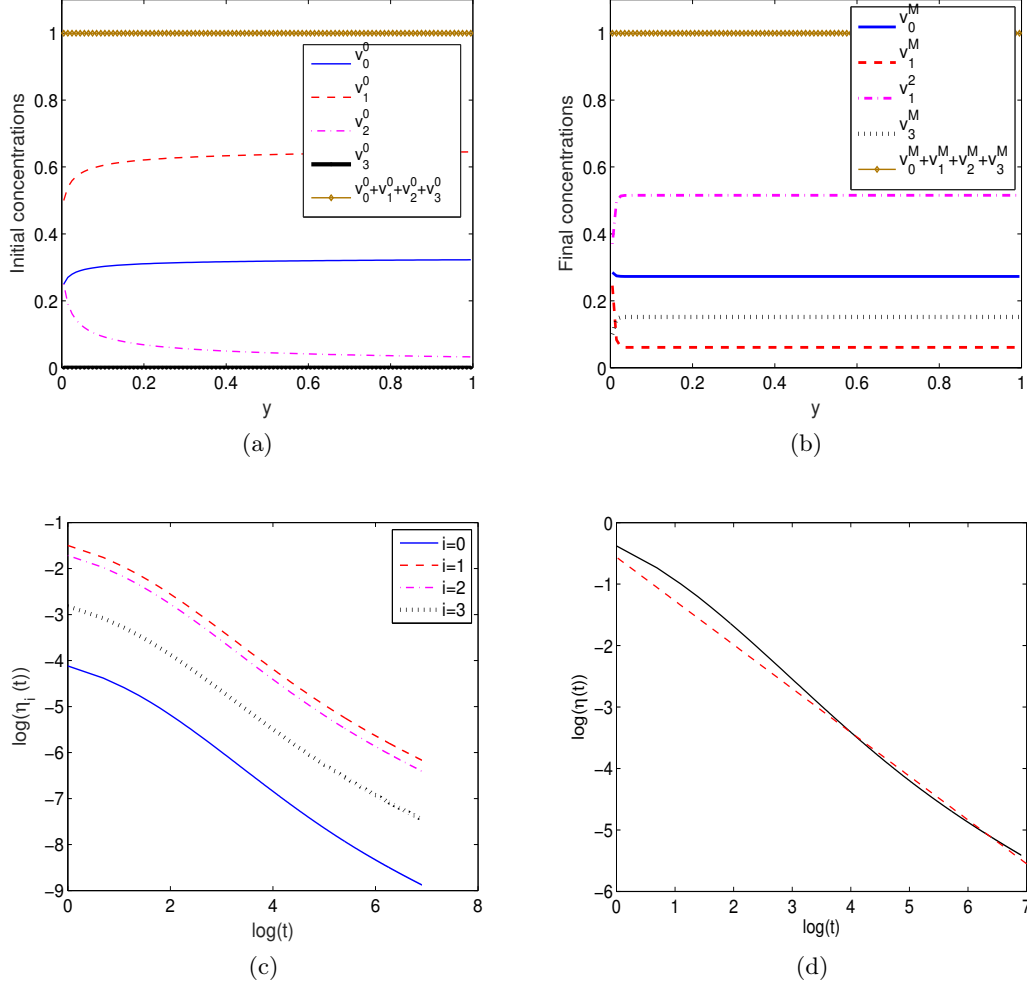 Initial concentrations
1
0.8
0.6
0.4
0.2
0
0 0.2 0.4 0.6 0.8 1
y
v_0^0
v_1^0
v_2^0
v_3^0
v_0^0+v_1^0+v_2^0+v_3^0
(a)
Final concentrations
1
0.8
0.6
0.4
0.2
0
0 0.2 0.4 0.6 0.8 1
y
v_0^M
v_1^M
v_1^2
v_3^M
v_0^M+v_1^M+v_2^M+v_3^M
(b)
log(η_i (t))
−1
−2
−3
−4
−5
−6
−7
−8
−9
0 2 4 6 8
log(t)
i=0
i=1
i=2
i=3
(c)
log(η(t))
0
−1
−2
−3
−4
−5
−6
0 1 2 3 4 5 6 7
log(t)
(d)